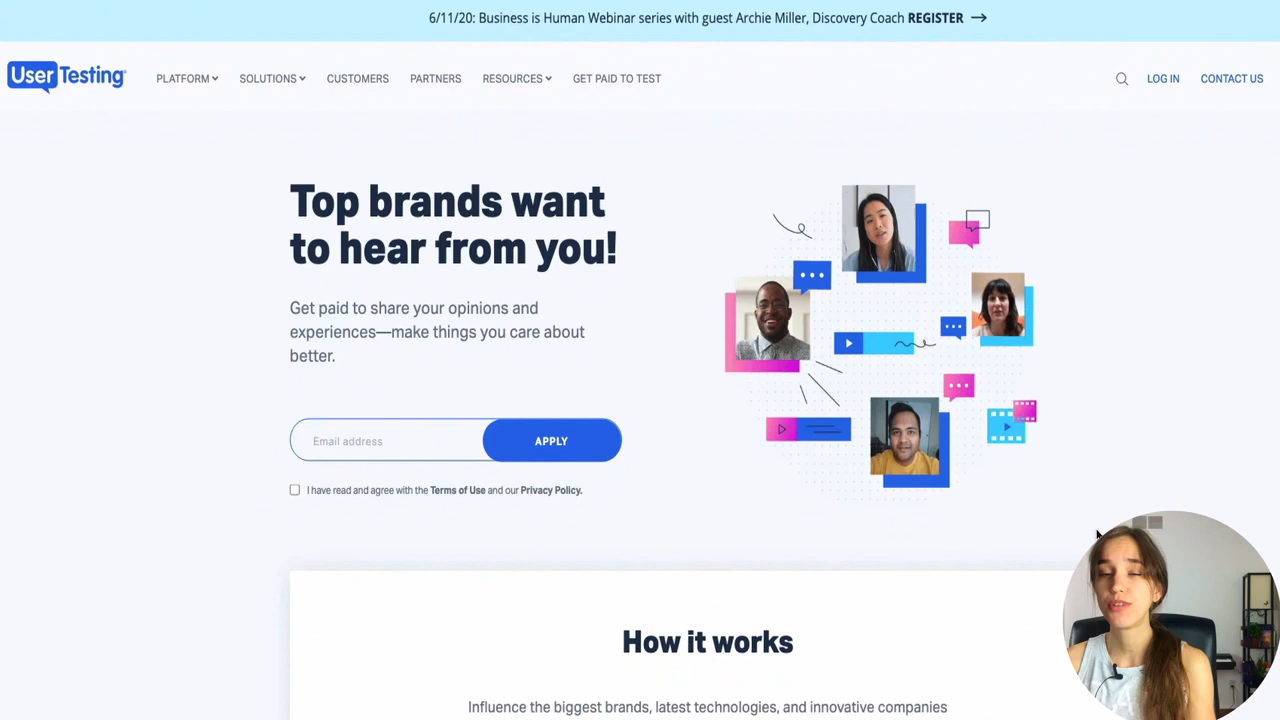 6/11/20: Business is Human Webinar series with guest Archie Miller, Discovery Coach REGISTER →
UserTesting
PLATFORM SOLUTIONS CUSTOMERS PARTNERS RESOURCES GET PAID TO TEST LOG IN CONTACT US
Top brands want
to hear from you!
Get paid to share your opinions and
experiences—make things you care about
better.
Email address APPLY
I have read and agree with the Terms of Use and our Privacy Policy.
How it works
Influence the biggest brands, latest technologies, and innovative companies